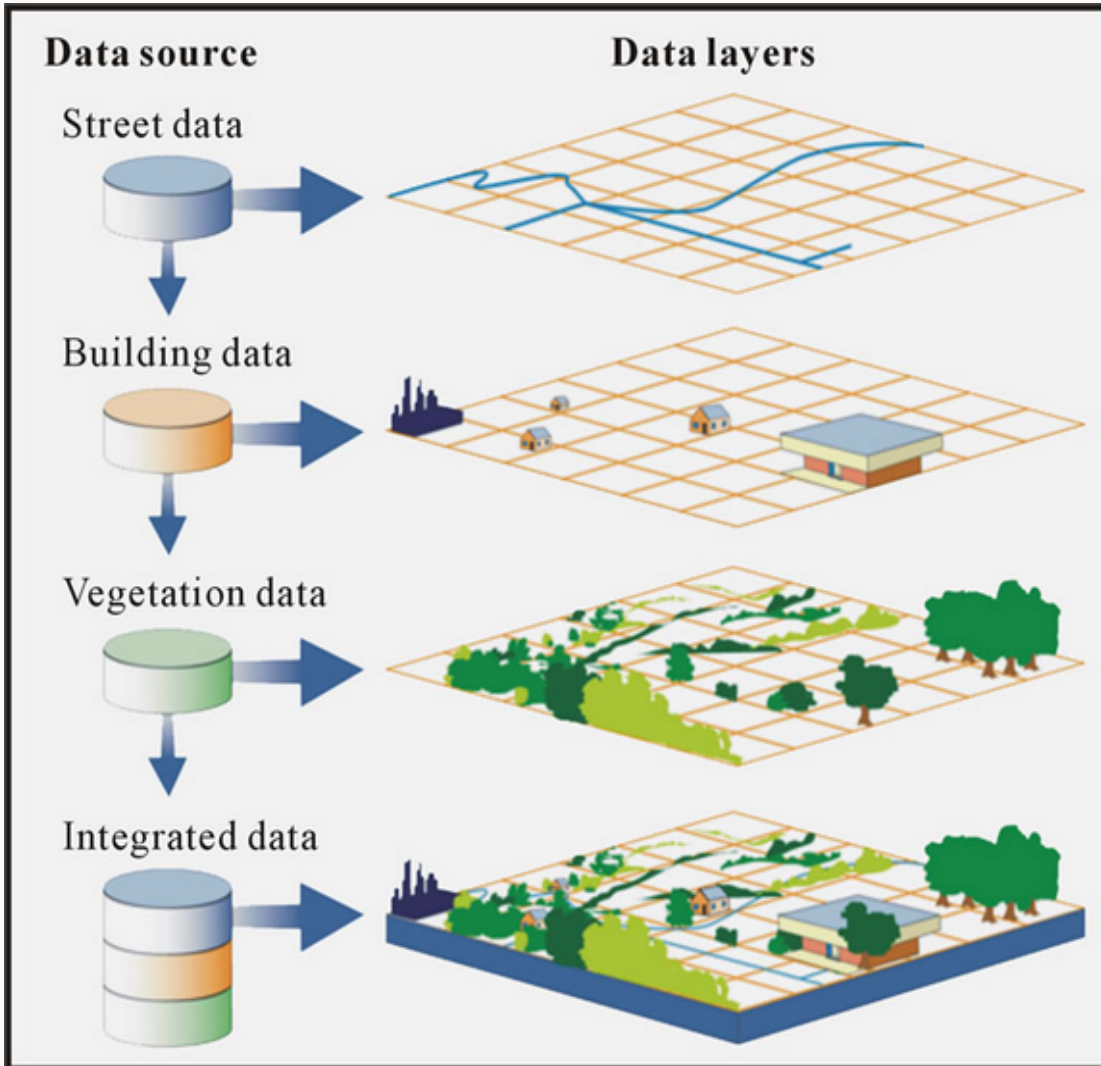 Data source
Data layers
Street data
Building data
Vegetation data
Integrated data